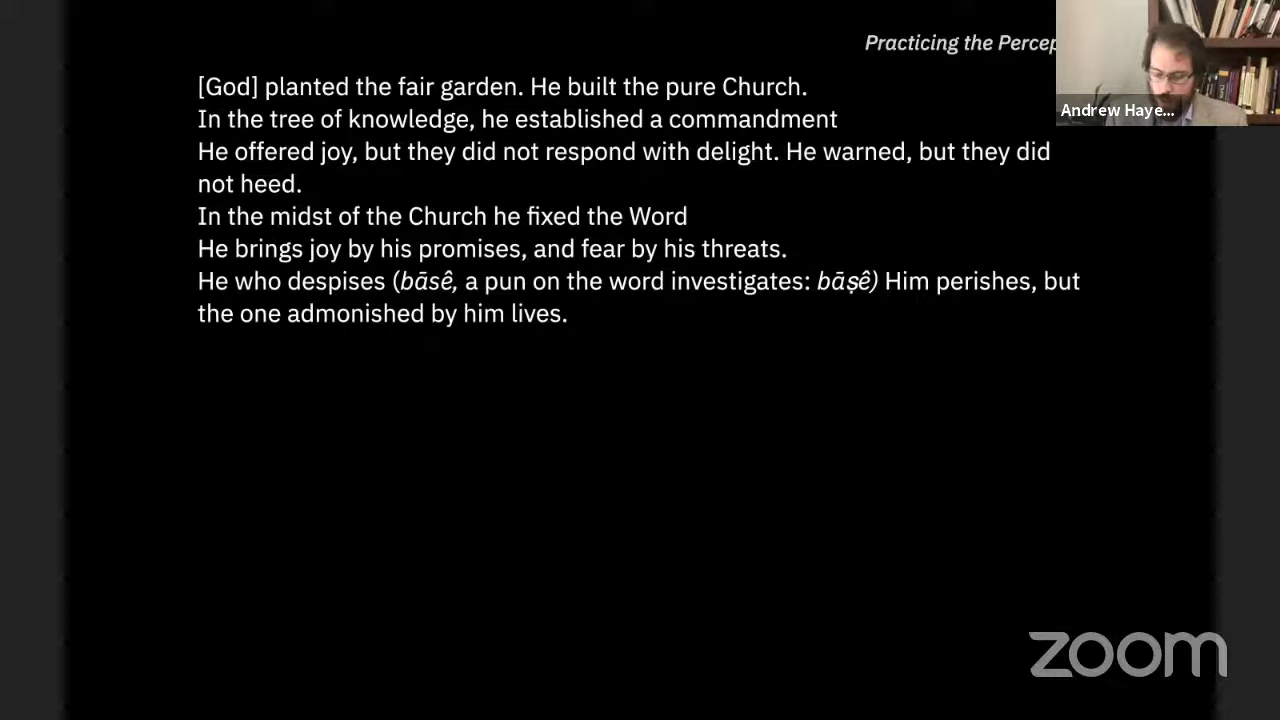 Practicing the Percep
Andrew Haye...
[God] planted the fair garden. He built the pure Church.
In the tree of knowledge, he established a commandment
He offered joy, but they did not respond with delight. He warned, but they did
not heed.
In the midst of the Church he fixed the Word
He brings joy by his promises, and fear by his threats.
He who despises (bāsê, a pun on the word investigates: bāṣê) Him perishes, but
the one admonished by him lives.
zoom